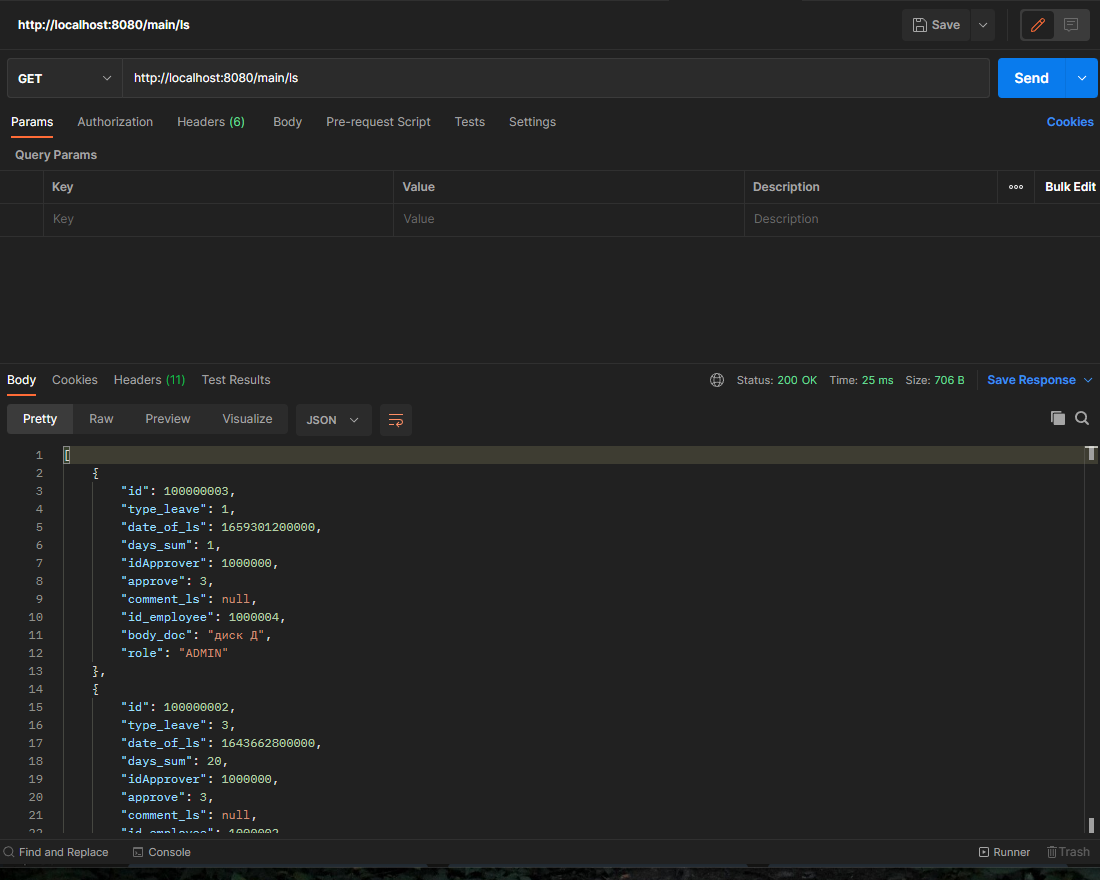 http://localhost:8080/main/ls
Save
GET http://localhost:8080/main/ls Send
Params Authorization Headers (6) Body Pre-request Script Tests Settings Cookies
Query Params
Key Value Description ooo Bulk Edit
Key Value Description
Body Cookies Headers (11) Test Results Status: 200 OK Time: 25 ms Size: 706 B Save Response
Pretty Raw Preview Visualize JSON
1 [
2 {
3 "id": 100000003,
4 "type_leave": 1,
5 "date_of_ls": 1659301200000,
6 "days_sum": 1,
7 "idApprover": 1000000,
8 "approve": 3,
9 "comment_ls": null,
10 "id_employee": 1000004,
11 "body_doc": "диск Д",
12 "role": "ADMIN"
13 },
14 {
15 "id": 100000002,
16 "type_leave": 3,
17 "date_of_ls": 1643662800000,
18 "days_sum": 20,
19 "idApprover": 1000000,
20 "approve": 3,
21 "comment_ls": null,
22 "id_employee": 1000002
Find and Replace Console Runner Trash